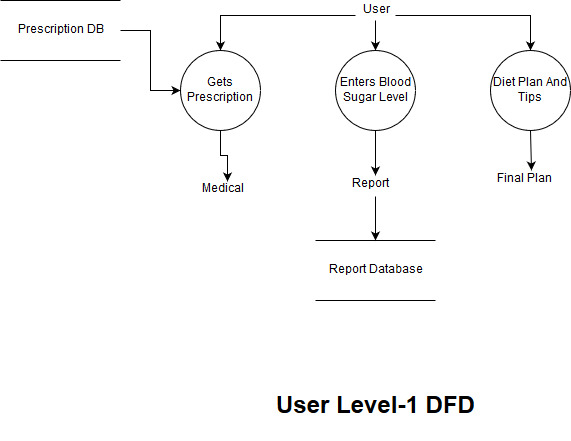 User
Prescription DB
Gets
Prescription
Enters Blood
Sugar Level
Diet Plan And
Tips
Medical
Report
Final Plan
Report Database
User Level-1 DFD